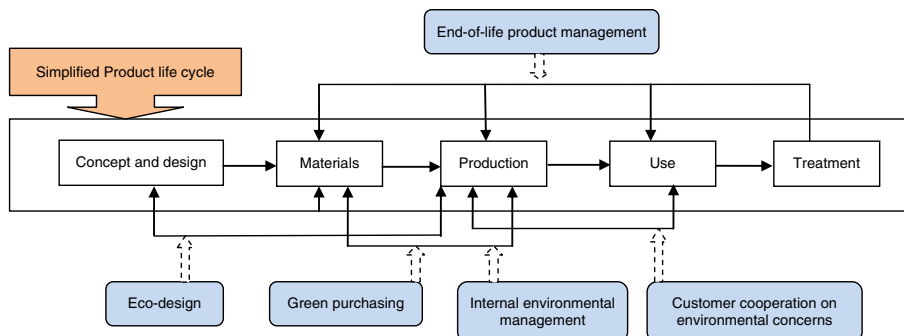 End-of-life product management
Simplified Product life cycle
Concept and design
Materials
Production
Use
Treatment
Eco-design
Green purchasing
Internal environmental
management
Customer cooperation on
environmental concerns